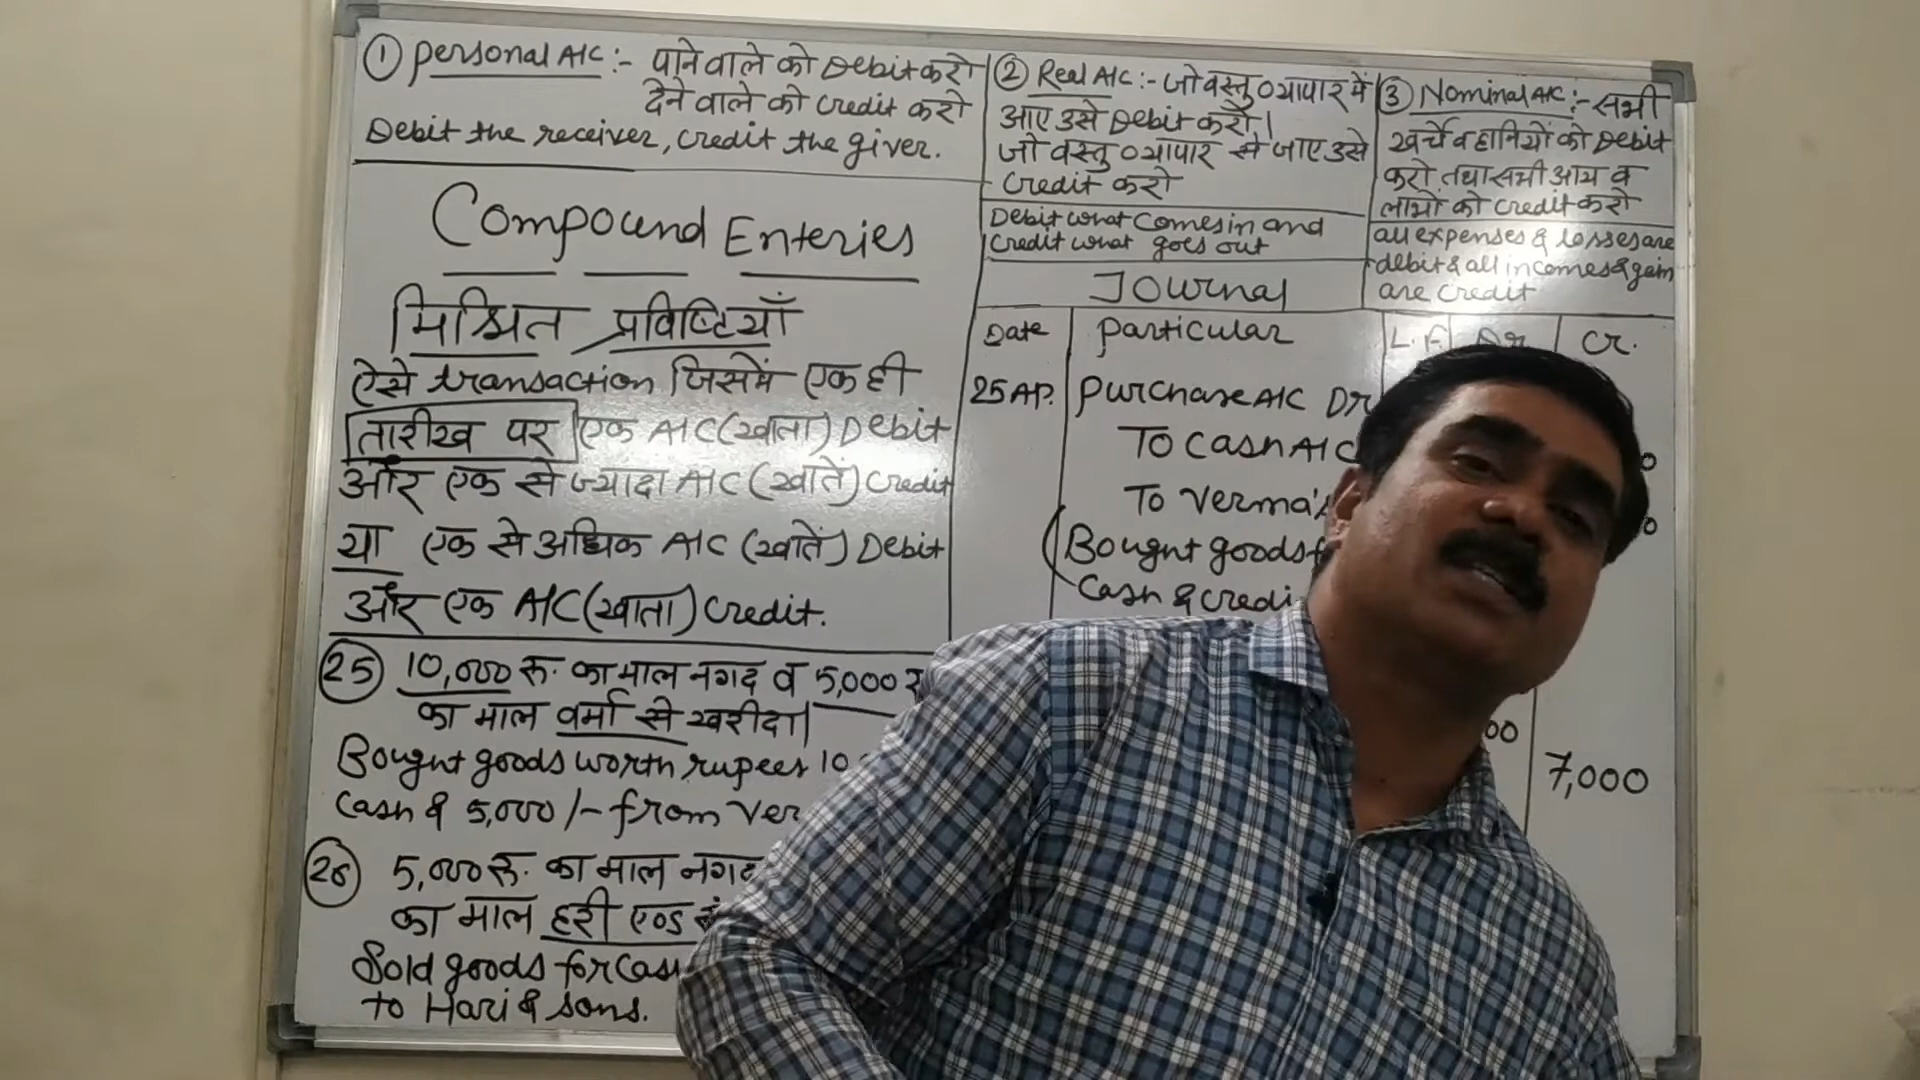 ① Personal A/C:- पाने वाले को Debit करो
देने वाले को credit करो
Debit the receiver, credit the giver.
② Real A/C:- जो वस्तु व्यापार में
आए उसे Debit करो।
जो वस्तु व्यापार से जाए उसे
Credit करो
Debit what comes in and
credit what goes out
③ Nominal A/C:- सभी
खर्चे व हानियों को Debit
करो तथा सभी आय व
लाभो को credit करो
all expenses & losses are
debit & all incomes & gain
are credit
Compound Enteries
मिश्रित प्रविष्टियाँ
ऐसे transaction जिसमें एक ही
तारीख पर एक A/C (खाता) Debit
और एक से ज्यादा A/C (खातें) Credit
या एक से अधिक A/C (खातें) Debit
और एक A/C (खाता) Credit.
㉕ 10,000 रु. का माल नगद व 5,000 रु
का माल वर्मा से खरीदा।
Bought goods worth rupees 10
Cash & 5,000/- from Ver
㉖ 5,000 रु. का माल नगद
का माल हरी एण्ड सं
Sold goods for Cas
to Hari & sons.
Journal
Date Particular L.F. Dr. Cr.
25 AP. Purchase A/C Dr
To Cash A/C
To Verma's
(Bought goods f
Cash & credi
00
7,000